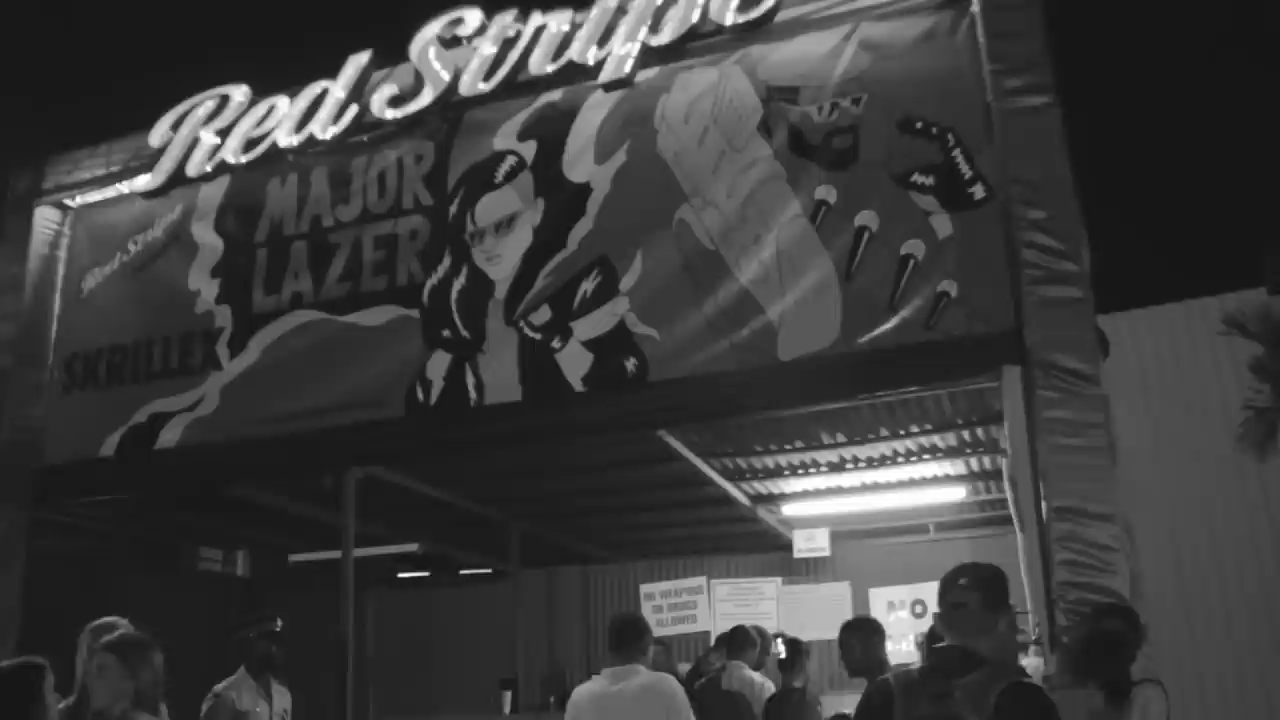 Red Stripe
MAJOR
LAZER
Red Stripe
SKRILLEX
NO WEAPONS
OR DRUGS
ALLOWED
NO